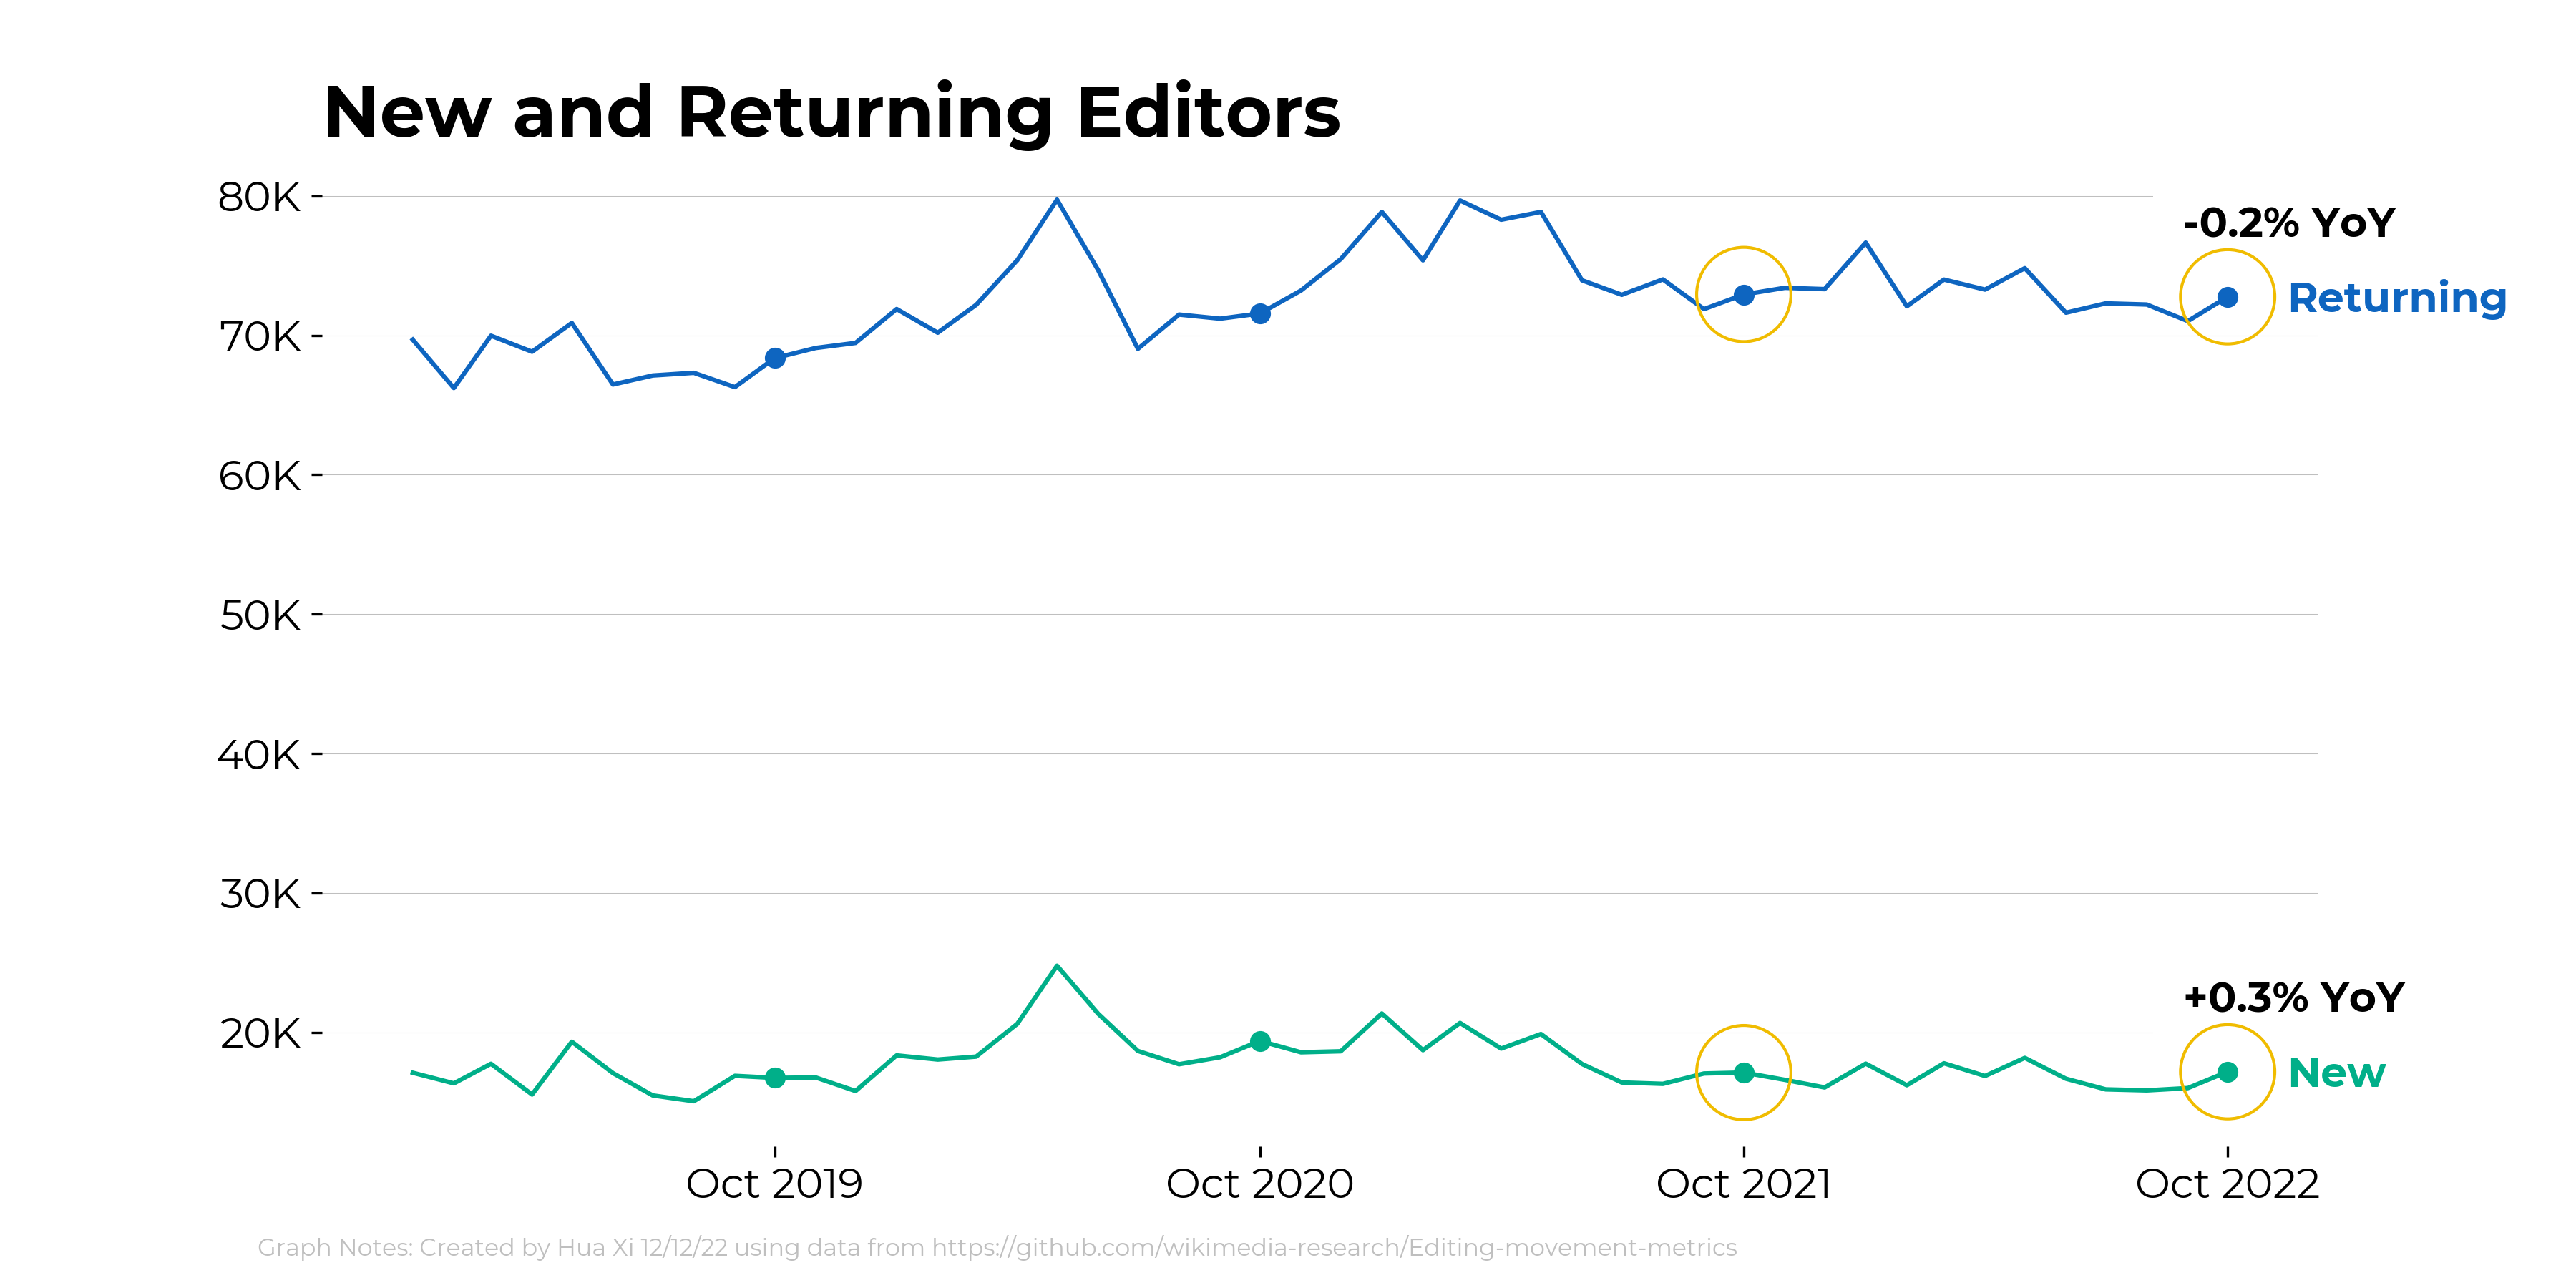 New and Returning Editors
80K
-0.2% YoY
Returning
70K
60K
50K
40K
30K
+0.3% YoY
20K
New
Oct 2019
Oct 2020
Oct 2021
Oct 2022
Graph Notes: Created by Hua Xi 12/12/22 using data from https://github.com/wikimedia-research/Editing-movement-metrics